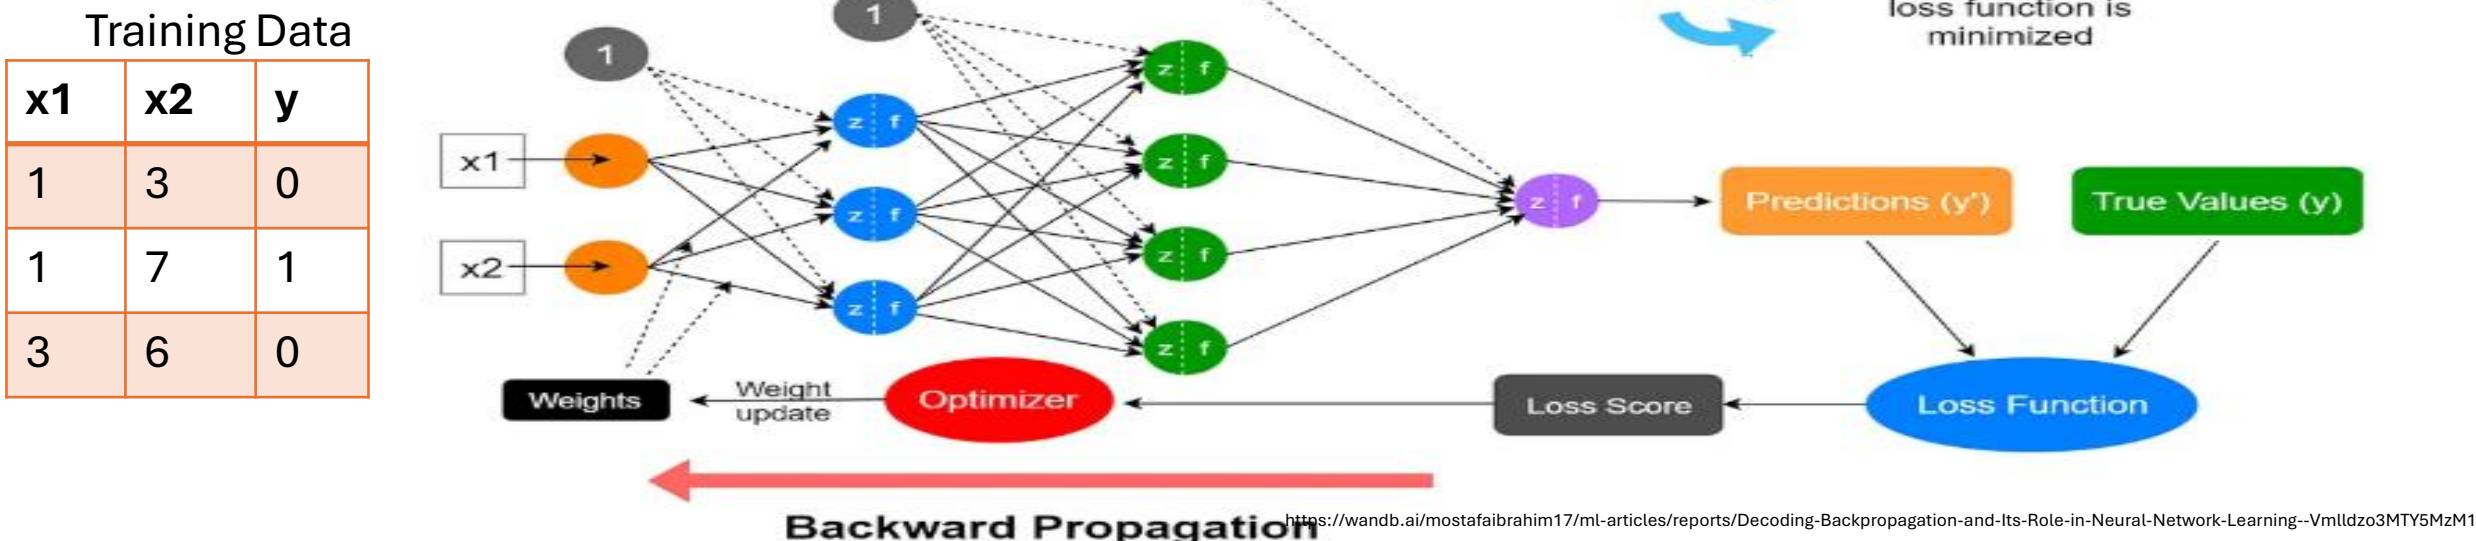 Training Data
x1 x2 y
1 3 0
1 7 1
3 6 0
loss function is
minimized
1
1
z f
z f
z f
z f
z f
z f
z f
z f
x1
x2
Predictions (y')
True Values (y)
Weights
Weight
update
Optimizer
Loss Score
Loss Function
Backward Propagation
https://wandb.ai/mostafaibrahim17/ml-articles/reports/Decoding-Backpropagation-and-Its-Role-in-Neural-Network-Learning--Vmlldzo3MTY5MzM1